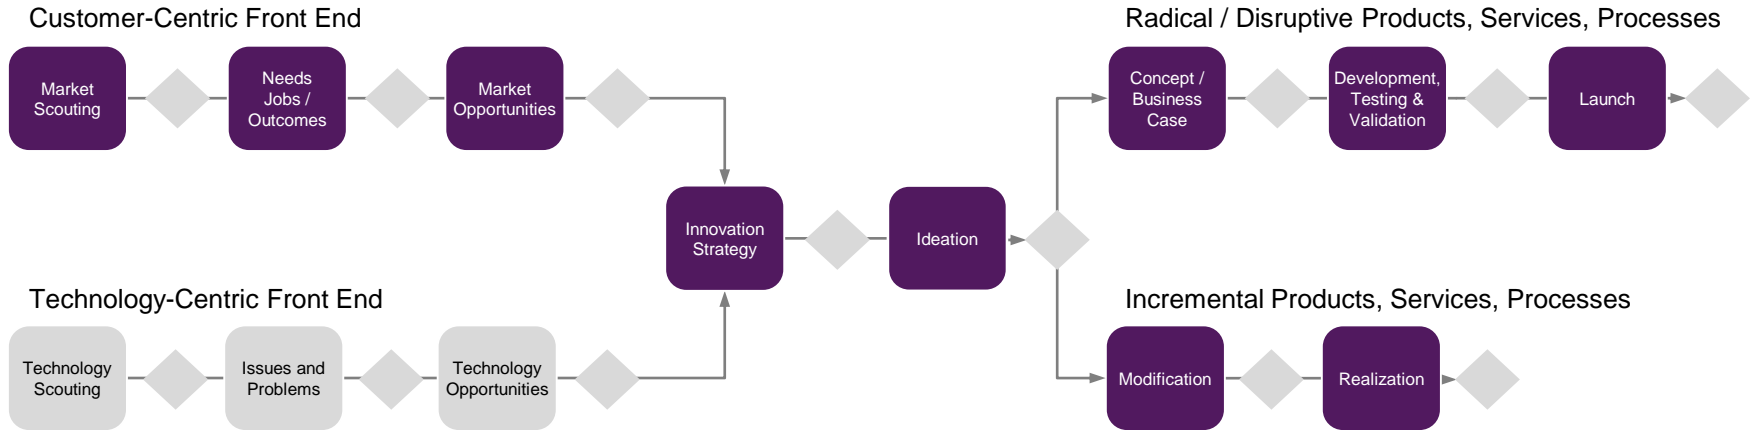 Customer-Centric Front End
Radical / Disruptive Products, Services, Processes
Market
Scouting
Needs
Jobs /
Outcomes
Market
Opportunities
Concept /
Business
Case
Development,
Testing &
Validation
Launch
Innovation
Strategy
Ideation
Technology-Centric Front End
Incremental Products, Services, Processes
Technology
Scouting
Issues and
Problems
Technology
Opportunities
Modification
Realization